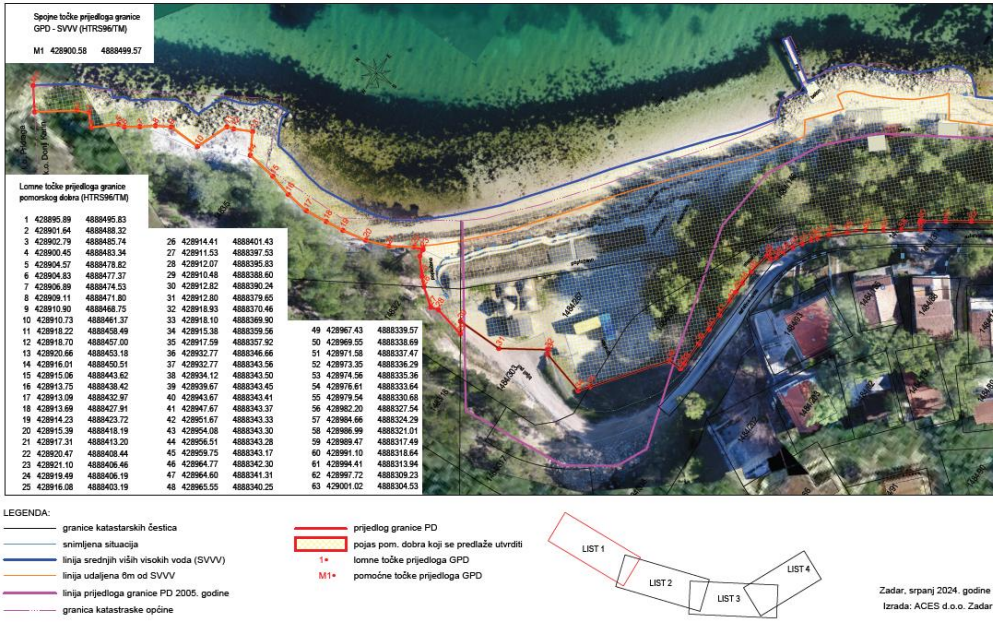 Spojne točke prijedloga granice
GPD - SVVV (HTRS96/TM)
M1 428900.58 4888499.57
Lomne točke prijedloga granice
pomorskog dobra (HTRS96/TM)
1 428895.89 4888495.83
2 428901.64 4888488.32
3 428902.79 4888485.74
4 428900.45 4888483.34
5 428904.57 4888478.82
6 428904.83 4888477.37
7 428906.89 4888474.53
8 428909.11 4888471.80
9 428910.90 4888468.75
10 428910.73 4888461.37
11 428918.22 4888458.49
12 428918.70 4888457.00
13 428920.66 4888453.18
14 428916.01 4888450.51
15 428915.06 4888443.62
16 428913.75 4888438.42
17 428913.09 4888432.97
18 428913.69 4888427.91
19 428914.23 4888423.72
20 428915.39 4888418.19
21 428917.31 4888413.20
22 428920.47 4888408.44
23 428921.10 4888406.46
24 428919.49 4888406.19
25 428916.08 4888403.19
26 428914.41 4888401.43
27 428911.53 4888397.53
28 428912.07 4888395.83
29 428910.48 4888388.60
30 428912.82 4888390.24
31 428912.80 4888379.65
32 428918.93 4888370.46
33 428918.10 4888369.90
34 428915.38 4888359.56
35 428917.59 4888357.92
36 428932.77 4888346.66
37 428932.77 4888343.56
38 428934.12 4888343.50
39 428939.67 4888343.45
40 428943.67 4888343.41
41 428947.67 4888343.37
42 428951.67 4888343.33
43 428954.08 4888343.30
44 428956.51 4888343.28
45 428959.75 4888343.17
46 428964.77 4888342.30
47 428964.60 4888341.31
48 428965.55 4888340.25
49 428967.43 4888339.57
50 428969.55 4888338.69
51 428971.58 4888337.47
52 428973.35 4888336.29
53 428974.56 4888335.36
54 428976.61 4888333.64
55 428979.54 4888330.68
56 428982.20 4888327.54
57 428984.66 4888324.29
58 428986.99 4888321.01
59 428989.47 4888317.49
60 428991.10 4888318.64
61 428994.41 4888313.94
62 428997.72 4888309.23
63 429001.02 4888304.53
LEGENDA:
granice katastarskih čestica
snimljena situacija
linija srednjih viših visokih voda (SVVV)
linija udaljena 6m od SVVV
linija prijedloga granice PD 2005. godine
granica katastraske općine
prijedlog granice PD
pojas pom. dobra koji se predlaže utvrditi
1• lomne točke prijedloga GPD
M1• pomoćne točke prijedloga GPD
LIST 1
LIST 2
LIST 3
LIST 4
Zadar, srpanj 2024. godine
Izrada: ACES d.o.o. Zadar